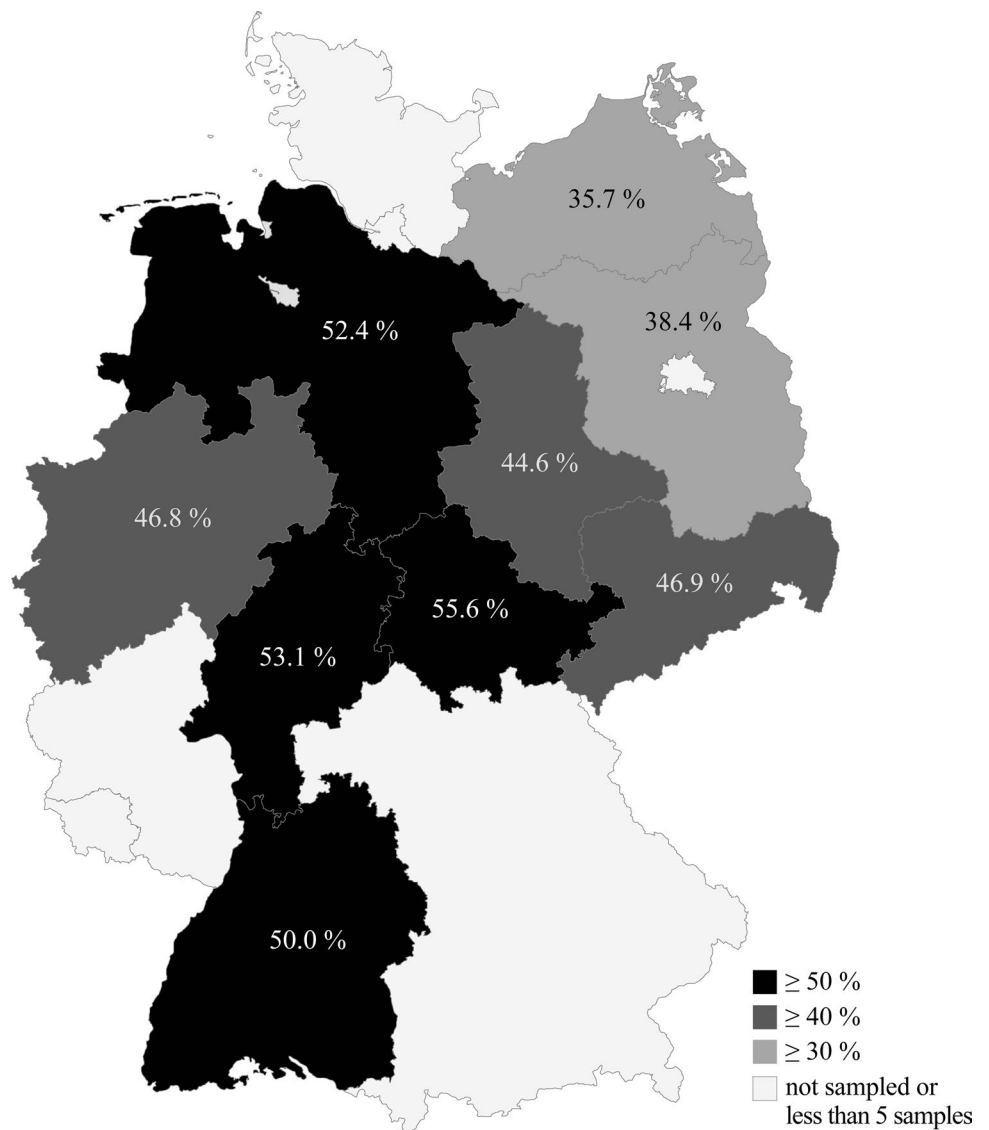 35.7 %
38.4 %
52.4 %
44.6 %
46.8 %
46.9 %
55.6 %
53.1 %
50.0 %
≥ 50 %
≥ 40 %
≥ 30 %
not sampled or
less than 5 samples